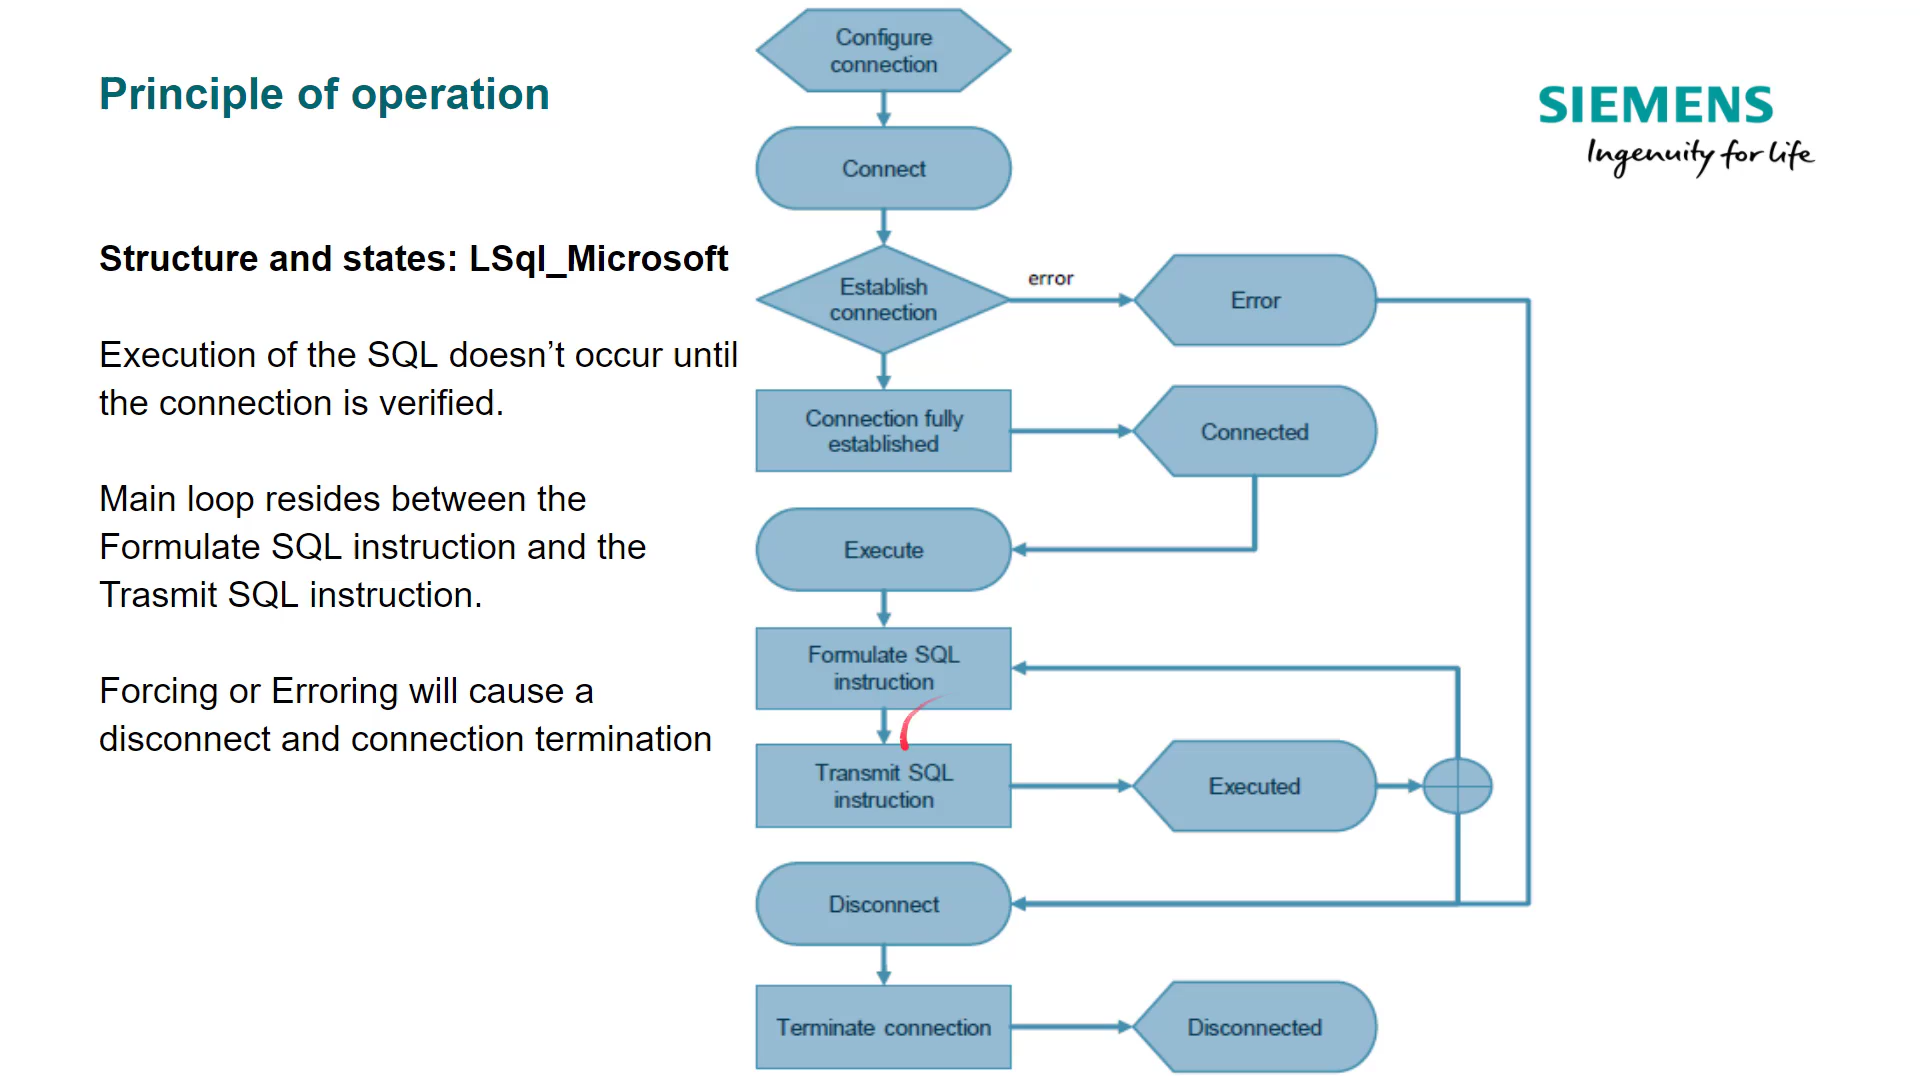 Principle of operation
SIEMENS
Ingenuity for life
Structure and states: LSql_Microsoft
Execution of the SQL doesn’t occur until
the connection is verified.
Main loop resides between the
Formulate SQL instruction and the
Trasmit SQL instruction.
Forcing or Erroring will cause a
disconnect and connection termination
Configure
connection
Connect
Establish
connection
error
Error
Connection fully
established
Connected
Execute
Formulate SQL
instruction
Transmit SQL
instruction
Executed
Disconnect
Terminate connection
Disconnected